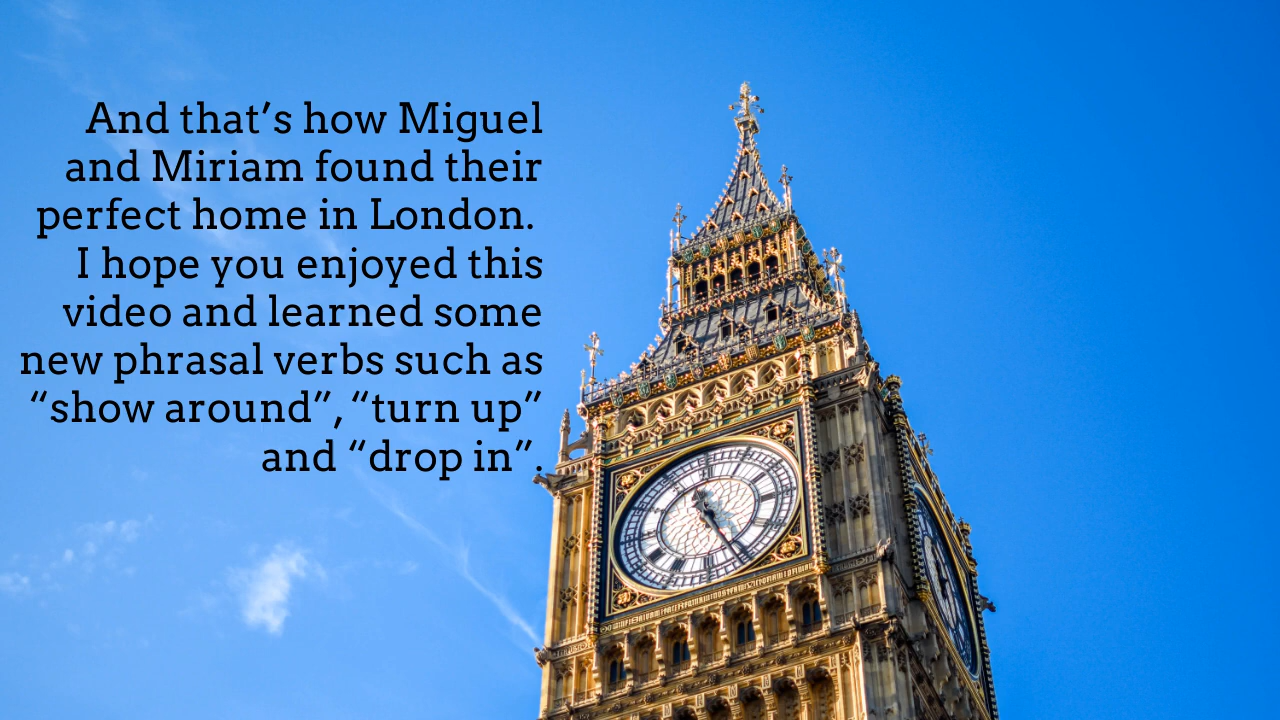 And that’s how Miguel
and Miriam found their
perfect home in London.
I hope you enjoyed this
video and learned some
new phrasal verbs such as
“show around”, “turn up”
and “drop in”.